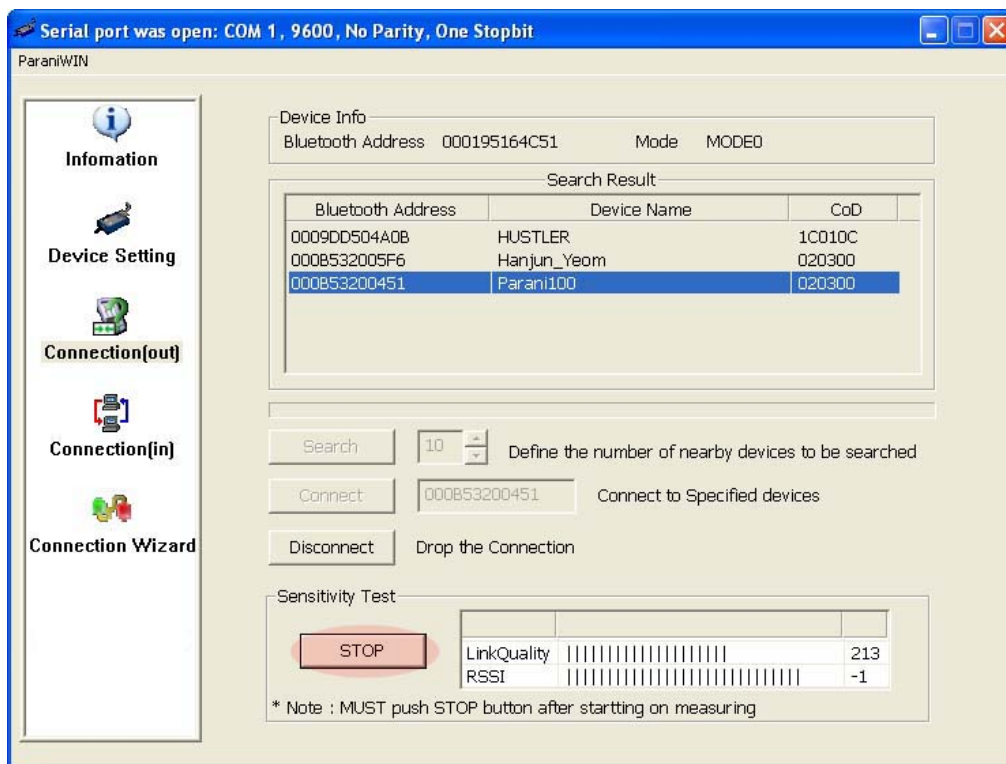 Serial port was open: COM 1, 9600, No Parity, One Stopbit
ParaniWIN
Infomation
Device Setting
Connection(out)
Connection(in)
Connection Wizard
Device Info
Bluetooth Address 000195164C51 Mode MODE0
Search Result
Bluetooth Address Device Name CoD
0009DD504A0B HUSTLER 1C010C
000B532005F6 Hanjun_Yeom 020300
000B53200451 Parani100 020300
Search 10 Define the number of nearby devices to be searched
Connect 000B53200451 Connect to Specified devices
Disconnect Drop the Connection
Sensitivity Test
STOP
LinkQuality |||||||||||||||||||| 213
RSSI ||||||||||||||||||||||||||||| -1
* Note : MUST push STOP button after startting on measuring